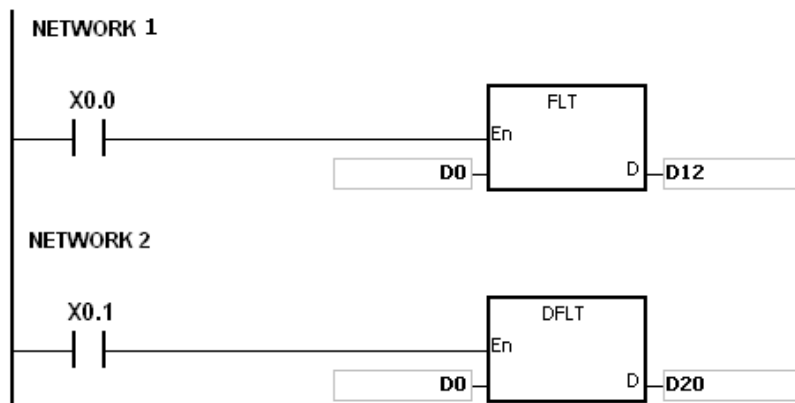 NETWORK 1
X0.0
FLT
En
D0
D
D12
NETWORK 2
X0.1
DFLT
En
D0
D
D20